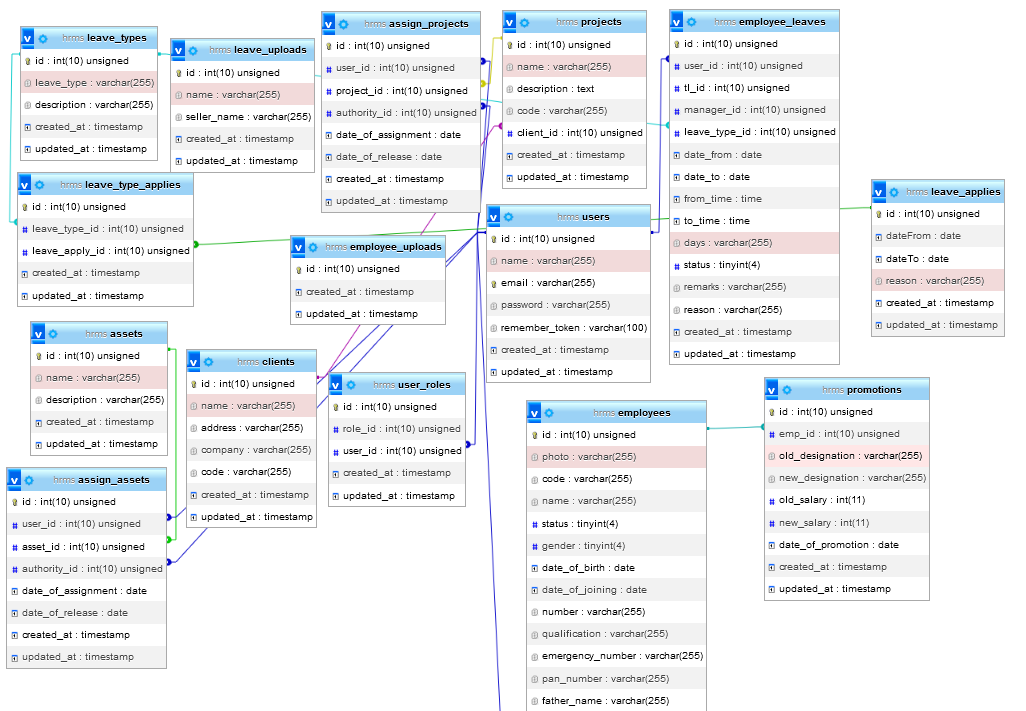 v hrms leave_types
id : int(10) unsigned
leave_type : varchar(255)
description : varchar(255)
created_at : timestamp
updated_at : timestamp
v hrms leave_uploads
id : int(10) unsigned
name : varchar(255)
seller_name : varchar(255)
created_at : timestamp
updated_at : timestamp
v hrms assign_projects
id : int(10) unsigned
# user_id : int(10) unsigned
# project_id : int(10) unsigned
# authority_id : int(10) unsigned
date_of_assignment : date
date_of_release : date
created_at : timestamp
updated_at : timestamp
v hrms projects
id : int(10) unsigned
name : varchar(255)
description : text
code : varchar(255)
# client_id : int(10) unsigned
created_at : timestamp
updated_at : timestamp
v hrms employee_leaves
id : int(10) unsigned
# user_id : int(10) unsigned
# tl_id : int(10) unsigned
# manager_id : int(10) unsigned
# leave_type_id : int(10) unsigned
date_from : date
date_to : date
from_time : time
to_time : time
days : varchar(255)
# status : tinyint(4)
remarks : varchar(255)
reason : varchar(255)
created_at : timestamp
updated_at : timestamp
v hrms leave_type_applies
id : int(10) unsigned
# leave_type_id : int(10) unsigned
# leave_apply_id : int(10) unsigned
created_at : timestamp
updated_at : timestamp
v hrms leave_applies
id : int(10) unsigned
dateFrom : date
dateTo : date
reason : varchar(255)
created_at : timestamp
updated_at : timestamp
v hrms users
id : int(10) unsigned
name : varchar(255)
email : varchar(255)
password : varchar(255)
remember_token : varchar(100)
created_at : timestamp
updated_at : timestamp
v hrms employee_uploads
id : int(10) unsigned
created_at : timestamp
updated_at : timestamp
v hrms assets
id : int(10) unsigned
name : varchar(255)
description : varchar(255)
created_at : timestamp
updated_at : timestamp
v hrms clients
id : int(10) unsigned
name : varchar(255)
address : varchar(255)
company : varchar(255)
code : varchar(255)
created_at : timestamp
updated_at : timestamp
v hrms user_roles
id : int(10) unsigned
# role_id : int(10) unsigned
# user_id : int(10) unsigned
created_at : timestamp
updated_at : timestamp
v hrms employees
id : int(10) unsigned
photo : varchar(255)
code : varchar(255)
name : varchar(255)
# status : tinyint(4)
# gender : tinyint(4)
date_of_birth : date
date_of_joining : date
number : varchar(255)
qualification : varchar(255)
emergency_number : varchar(255)
pan_number : varchar(255)
father_name : varchar(255)
v hrms promotions
id : int(10) unsigned
# emp_id : int(10) unsigned
old_designation : varchar(255)
new_designation : varchar(255)
# old_salary : int(11)
# new_salary : int(11)
date_of_promotion : date
created_at : timestamp
updated_at : timestamp
v hrms assign_assets
id : int(10) unsigned
# user_id : int(10) unsigned
# asset_id : int(10) unsigned
# authority_id : int(10) unsigned
date_of_assignment : date
date_of_release : date
created_at : timestamp
updated_at : timestamp